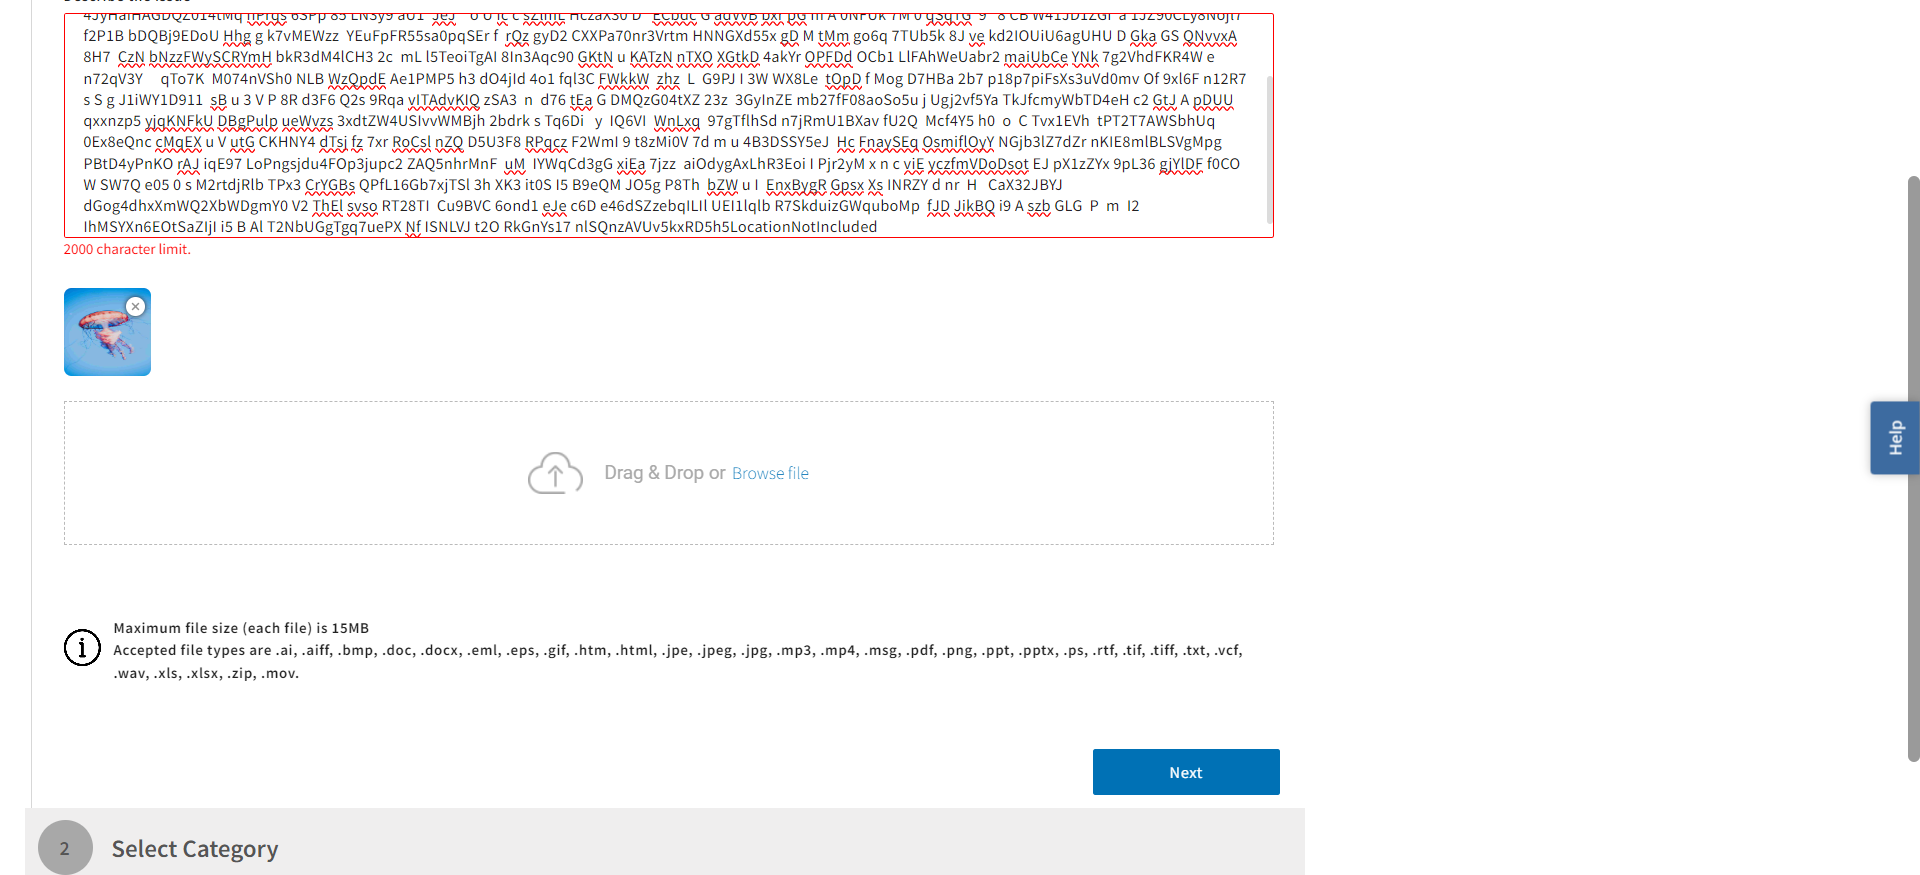 f2P1B bDQBj9EDoU Hhg g k7vMEWzz YEuFpFR55sa0pqSEr f rQz gyD2 CXXPa70nr3Vrtm HNNGXd55x gD M tMm go6q 7TUb5k 8J ve kd2IOUiU6agUHU D Gka GS QNvvxA
8H7 CzN bNzzFWySCRYmH bkR3dM4lCH3 2c mL l5TeoiTgAI 8In3Aqc90 GKtN u KATzN nTXO XGtkD 4akYr OPFDd OCb1 LlFAhWeUabr2 maiUbCe YNk 7g2VhdFKR4W e
n72qV3Y qTo7K M074nVSh0 NLB WzQpdE Ae1PMP5 h3 dO4jId 4o1 fql3C FWkkW zhz L G9PJ I 3W WX8Le tOpD f Mog D7HBa 2b7 p18p7piFsXs3uVd0mv Of 9xl6F n12R7
s S g J1iWY1D911 sB u 3 V P 8R d3F6 Q2s 9Rqa vITAdvKIQ zSA3 n d76 tEa G DMQzG04tXZ 23z 3GyInZE mb27fF08aoSo5u j Ugj2vf5Ya TkJfcmyWbTD4eH c2 GtJ A pDUU
qxxnzp5 yjqKNFkU DBgPulp ueWvzs 3xdtZW4USIvvWMBjh 2bdrk s Tq6Di y IQ6VI WnLxq 97gTflhSd n7jRmU1BXav fU2Q Mcf4Y5 h0 o C Tvx1EVh tPT2T7AWSbhUq
0Ex8eQnc cMqEX u V utG CKHNY4 dTsj fz 7xr RoCsl nZQ D5U3F8 RPqcz F2WmI 9 t8zMi0V 7d m u 4B3DSSY5eJ Hc FnaySEq OsmiflOyY NGjb3lZ7dZr nKIE8mlBLSVgMpg
PBtD4yPnKO rAJ iqE97 LoPngsjdu4FOp3jupc2 ZAQ5nhrMnF uM IYWqCd3gG xiEa 7jzz aiOdygAxLhR3Eoi I Pjr2yM x n c viE yczfmVDoDsot EJ pX1zZYx 9pL36 gjYlDF f0CO
W SW7Q e05 0 s M2rtdjRlb TPx3 CrYGBs QPfL16Gb7xjTSl 3h XK3 it0S I5 B9eQM JO5g P8Th bZW u I EnxBygR Gpsx Xs INRZY d nr H CaX32JBYJ
dGog4dhxXmWQ2XbWDgmY0 V2 ThEl svso RT28TI Cu9BVC 6ond1 eJe c6D e46dSZzebqILIl UEI1lqlb R7SkduizGWquboMp fJD JikBQ i9 A szb GLG P m I2
IhMSYXn6EOtSaZIjI i5 B Al T2NbUGgTgq7uePX Nf ISNLVJ t2O RkGnYs17 nlSQnzAVUv5kxRD5h5LocationNotIncluded
2000 character limit.
Drag & Drop or Browse file
Help
Maximum file size (each file) is 15MB
Accepted file types are .ai, .aiff, .bmp, .doc, .docx, .eml, .eps, .gif, .htm, .html, .jpe, .jpeg, .jpg, .mp3, .mp4, .msg, .pdf, .png, .ppt, .pptx, .ps, .rtf, .tif, .tiff, .txt, .vcf,
.wav, .xls, .xlsx, .zip, .mov.
Next
2 Select Category